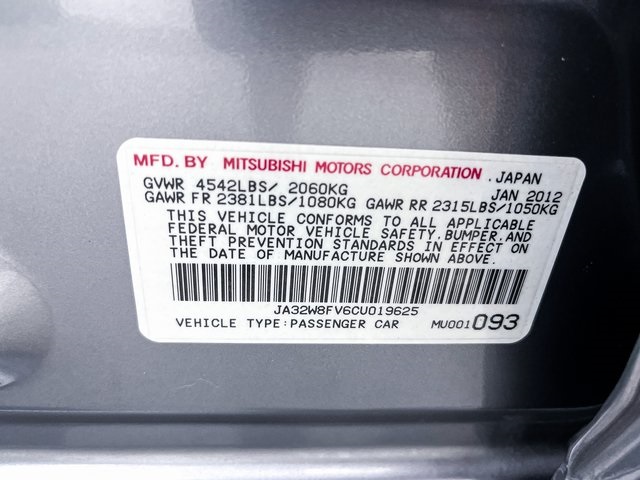 MFD. BY MITSUBISHI MOTORS CORPORATION .JAPAN
GVWR 4542LBS/ 2060KG JAN 2012
GAWR FR 2381LBS/1080KG GAWR RR 2315LBS/1050KG
THIS VEHICLE CONFORMS TO ALL APPLICABLE
FEDERAL MOTOR VEHICLE SAFETY.BUMPER.AND
THEFT PREVENTION STANDARDS IN EFFECT ON
THE DATE OF MANUFACTURE SHOWN ABOVE.
JA32W8FV6CU019625
VEHICLE TYPE:PASSENGER CAR MU001093